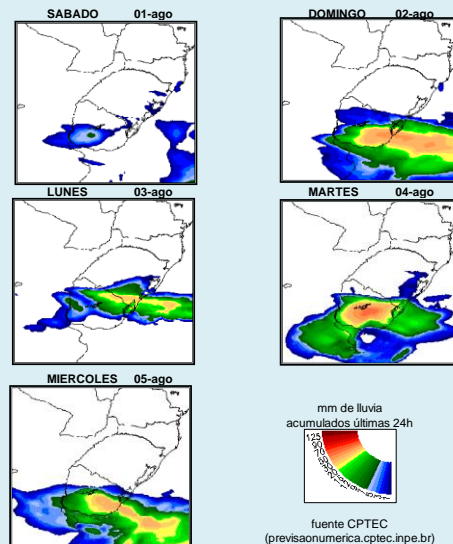 SABADO 01-ago
DOMINGO 02-ago
LUNES 03-ago
MARTES 04-ago
MIERCOLES 05-ago
mm de lluvia
acumulados últimas 24h
fuente CPTEC
(previsaonumerica.cptec.inpe.br)